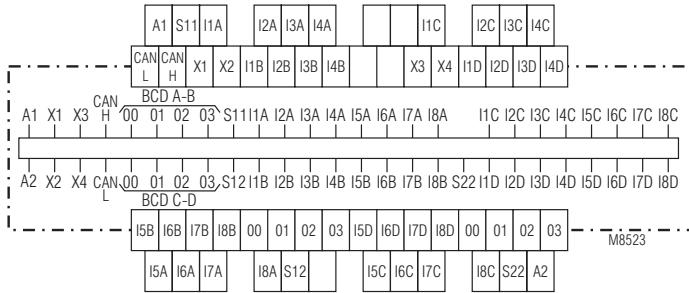 A1 S11 I1A I2A I3A I4A I1C I2C I3C I4C
CAN L CAN H X1 X2 I1B I2B I3B I4B X3 X4 I1D I2D I3D I4D
BCD A-B
A1 X1 X3 CAN H 00 01 02 03 S11 I1A I2A I3A I4A I5A I6A I7A I8A I1C I2C I3C I4C I5C I6C I7C I8C
A2 X2 X4 CAN L 00 01 02 03 S12 I1B I2B I3B I4B I5B I6B I7B I8B S22 I1D I2D I3D I4D I5D I6D I7D I8D
BCD C-D
I5B I6B I7B I8B 00 01 02 03 I5D I6D I7D I8D 00 01 02 03
M8523
I5A I6A I7A I8A S12 I5C I6C I7C I8C S22 A2